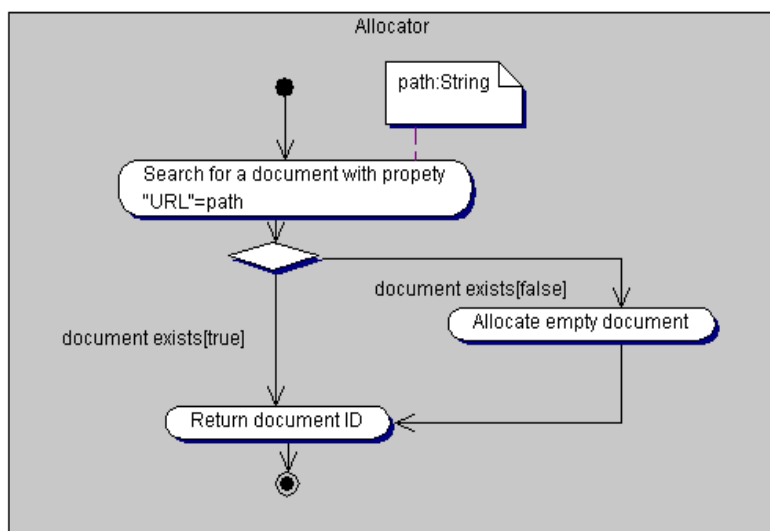 Allocator
path:String
Search for a document with propety
"URL"=path
document exists[false]
Allocate empty document
document exists[true]
Return document ID